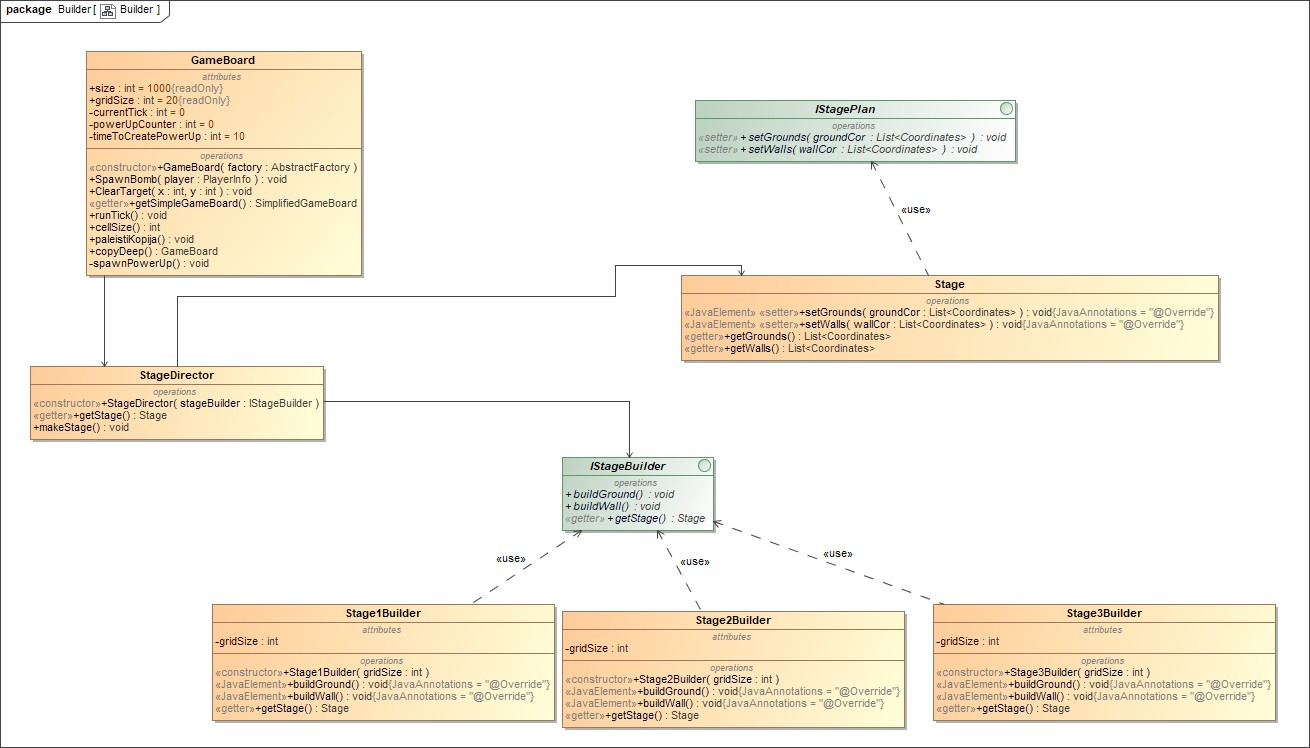 package Builder [ Builder ]
GameBoard
attributes
+size : int = 1000{readOnly}
+gridSize : int = 20{readOnly}
-currentTick : int = 0
-powerUpCounter : int = 0
-timeToCreatePowerUp : int = 10
operations
«constructor»+GameBoard( factory : AbstractFactory )
+SpawnBomb( player : PlayerInfo ) : void
+ClearTarget( x : int, y : int ) : void
«getter»+getSimpleGameBoard() : SimplifiedGameBoard
+runTick() : void
+cellSize() : int
+paleistiKopija() : void
+copyDeep() : GameBoard
-spawnPowerUp() : void
IStagePlan
operations
«setter» +setGrounds( groundCor : List<Coordinates> ) : void
«setter» +setWalls( wallCor : List<Coordinates> ) : void
«use»
Stage
operations
«JavaElement» «setter»+setGrounds( groundCor : List<Coordinates> ) : void{JavaAnnotations = "@Override"}
«JavaElement» «setter»+setWalls( wallCor : List<Coordinates> ) : void{JavaAnnotations = "@Override"}
«getter»+getGrounds() : List<Coordinates>
«getter»+getWalls() : List<Coordinates>
StageDirector
operations
«constructor»+StageDirector( stageBuilder : IStageBuilder )
«getter»+getStage() : Stage
+makeStage() : void
IStageBuilder
operations
+buildGround() : void
+buildWall() : void
«getter» +getStage() : Stage
«use»
«use»
«use»
Stage1Builder
attributes
-gridSize : int
operations
«constructor»+Stage1Builder( gridSize : int )
«JavaElement»+buildGround() : void{JavaAnnotations = "@Override"}
«JavaElement»+buildWall() : void{JavaAnnotations = "@Override"}
«getter»+getStage() : Stage
Stage2Builder
attributes
-gridSize : int
operations
«constructor»+Stage2Builder( gridSize : int )
«JavaElement»+buildGround() : void{JavaAnnotations = "@Override"}
«JavaElement»+buildWall() : void{JavaAnnotations = "@Override"}
«getter»+getStage() : Stage
Stage3Builder
attributes
-gridSize : int
operations
«constructor»+Stage3Builder( gridSize : int )
«JavaElement»+buildGround() : void{JavaAnnotations = "@Override"}
«JavaElement»+buildWall() : void{JavaAnnotations = "@Override"}
«getter»+getStage() : Stage